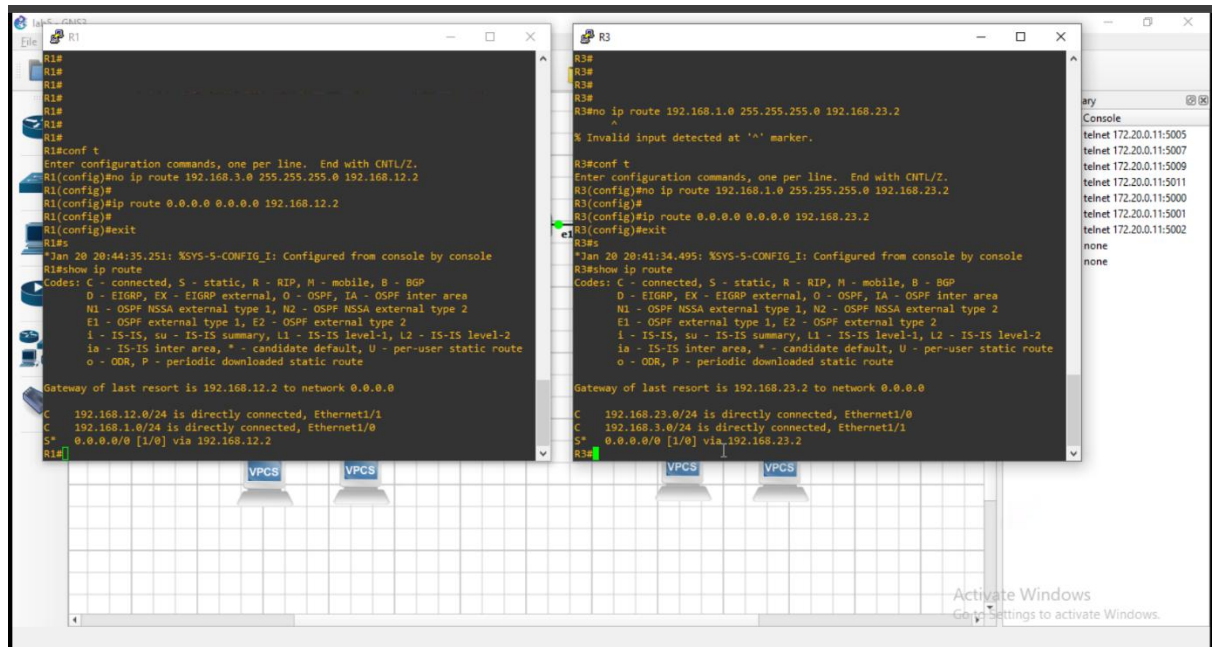 lab5 - GNS3
File
R1
R1#
R1#
R1#
R1#
R1#
R1#
R1#
R1#conf t
Enter configuration commands, one per line.  End with CNTL/Z.
R1(config)#no ip route 192.168.3.0 255.255.255.0 192.168.12.2
R1(config)#
R1(config)#ip route 0.0.0.0 0.0.0.0 192.168.12.2
R1(config)#
R1(config)#exit
R1#s
*Jan 20 20:44:35.251: %SYS-5-CONFIG_I: Configured from console by console
R1#show ip route
Codes: C - connected, S - static, R - RIP, M - mobile, B - BGP
D - EIGRP, EX - EIGRP external, O - OSPF, IA - OSPF inter area
N1 - OSPF NSSA external type 1, N2 - OSPF NSSA external type 2
E1 - OSPF external type 1, E2 - OSPF external type 2
i - IS-IS, su - IS-IS summary, L1 - IS-IS level-1, L2 - IS-IS level-2
ia - IS-IS inter area, * - candidate default, U - per-user static route
o - ODR, P - periodic downloaded static route
Gateway of last resort is 192.168.12.2 to network 0.0.0.0
C    192.168.12.0/24 is directly connected, Ethernet1/1
C    192.168.1.0/24 is directly connected, Ethernet1/0
S*   0.0.0.0/0 [1/0] via 192.168.12.2
R1#
R3
R3#
R3#
R3#
R3#
R3#no ip route 192.168.1.0 255.255.255.0 192.168.23.2
^
% Invalid input detected at '^' marker.
R3#conf t
Enter configuration commands, one per line.  End with CNTL/Z.
R3(config)#no ip route 192.168.1.0 255.255.255.0 192.168.23.2
R3(config)#
R3(config)#ip route 0.0.0.0 0.0.0.0 192.168.23.2
R3(config)#exit
R3#s
*Jan 20 20:41:34.495: %SYS-5-CONFIG_I: Configured from console by console
R3#show ip route
Codes: C - connected, S - static, R - RIP, M - mobile, B - BGP
D - EIGRP, EX - EIGRP external, O - OSPF, IA - OSPF inter area
N1 - OSPF NSSA external type 1, N2 - OSPF NSSA external type 2
E1 - OSPF external type 1, E2 - OSPF external type 2
i - IS-IS, su - IS-IS summary, L1 - IS-IS level-1, L2 - IS-IS level-2
ia - IS-IS inter area, * - candidate default, U - per-user static route
o - ODR, P - periodic downloaded static route
Gateway of last resort is 192.168.23.2 to network 0.0.0.0
C    192.168.23.0/24 is directly connected, Ethernet1/0
C    192.168.3.0/24 is directly connected, Ethernet1/1
S*   0.0.0.0/0 [1/0] via 192.168.23.2
R3#
e1
ary
Console
telnet 172.20.0.11:5005
telnet 172.20.0.11:5007
telnet 172.20.0.11:5009
telnet 172.20.0.11:5011
telnet 172.20.0.11:5000
telnet 172.20.0.11:5001
telnet 172.20.0.11:5002
none
none
VPCS
VPCS
VPCS
VPCS
Activate Windows
Go to Settings to activate Windows.